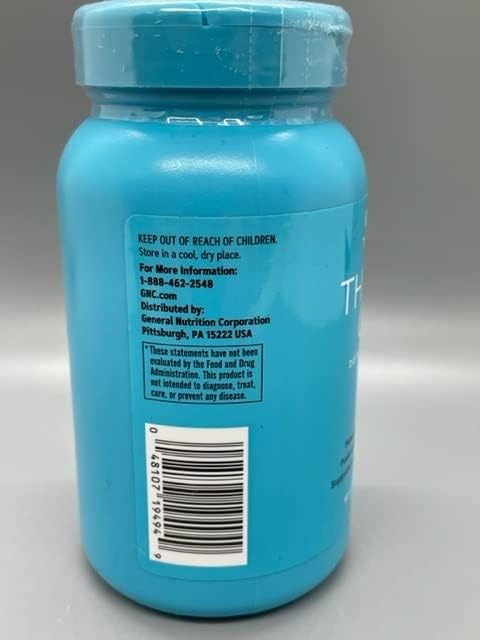 KEEP OUT OF REACH OF CHILDREN.
Store in a cool, dry place.
For More Information:
1-888-462-2548
GNC.com
Distributed by:
General Nutrition Corporation
Pittsburgh, PA 15222 USA
*These statements have not been
evaluated by the Food and Drug
Administration. This product is
not intended to diagnose, treat,
cure, or prevent any disease.
0 48107 19494 9
TH